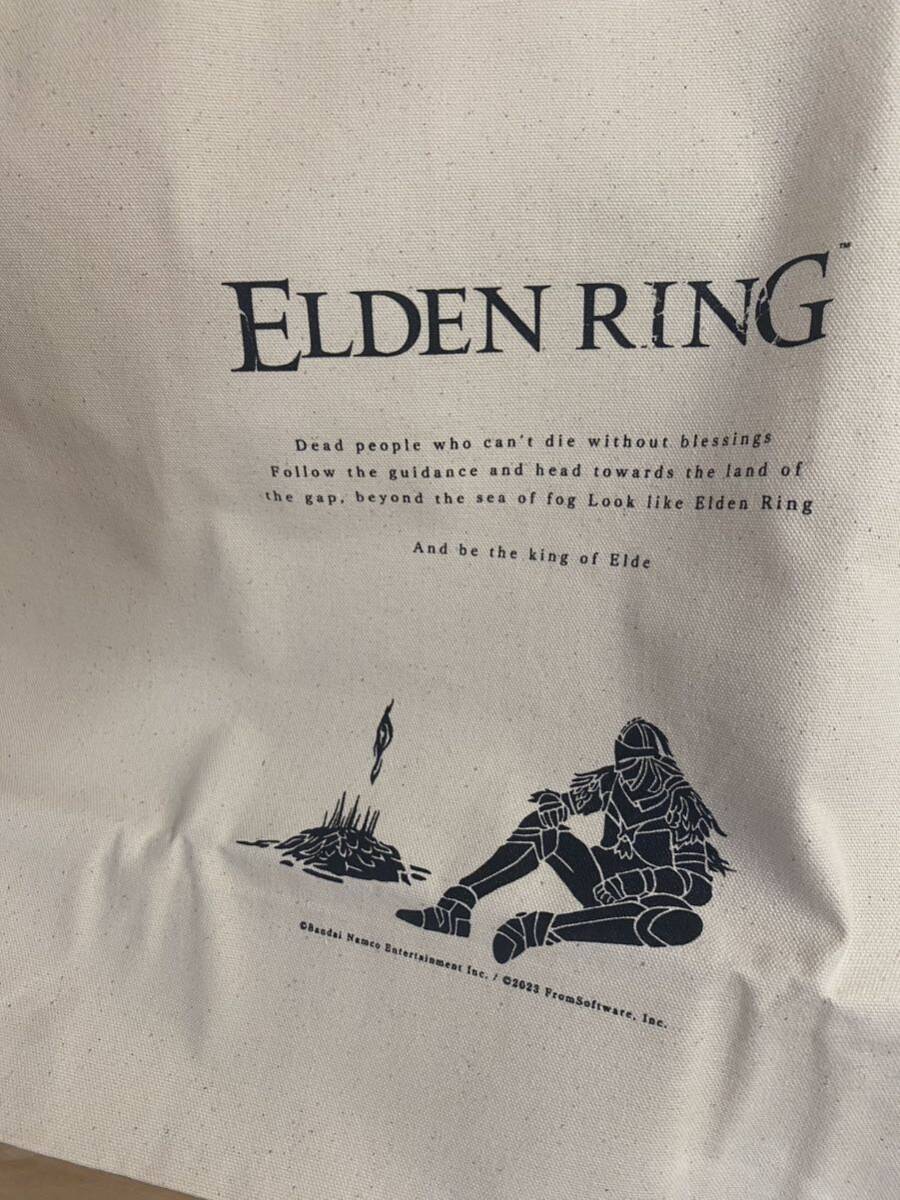 ELDEN RING™
Dead people who can't die without blessings
Follow the guidance and head towards the land of
the gap, beyond the sea of fog Look like Elden Ring
And be the king of Elde
©Bandai Namco Entertainment Inc. / ©2023 FromSoftware, Inc.